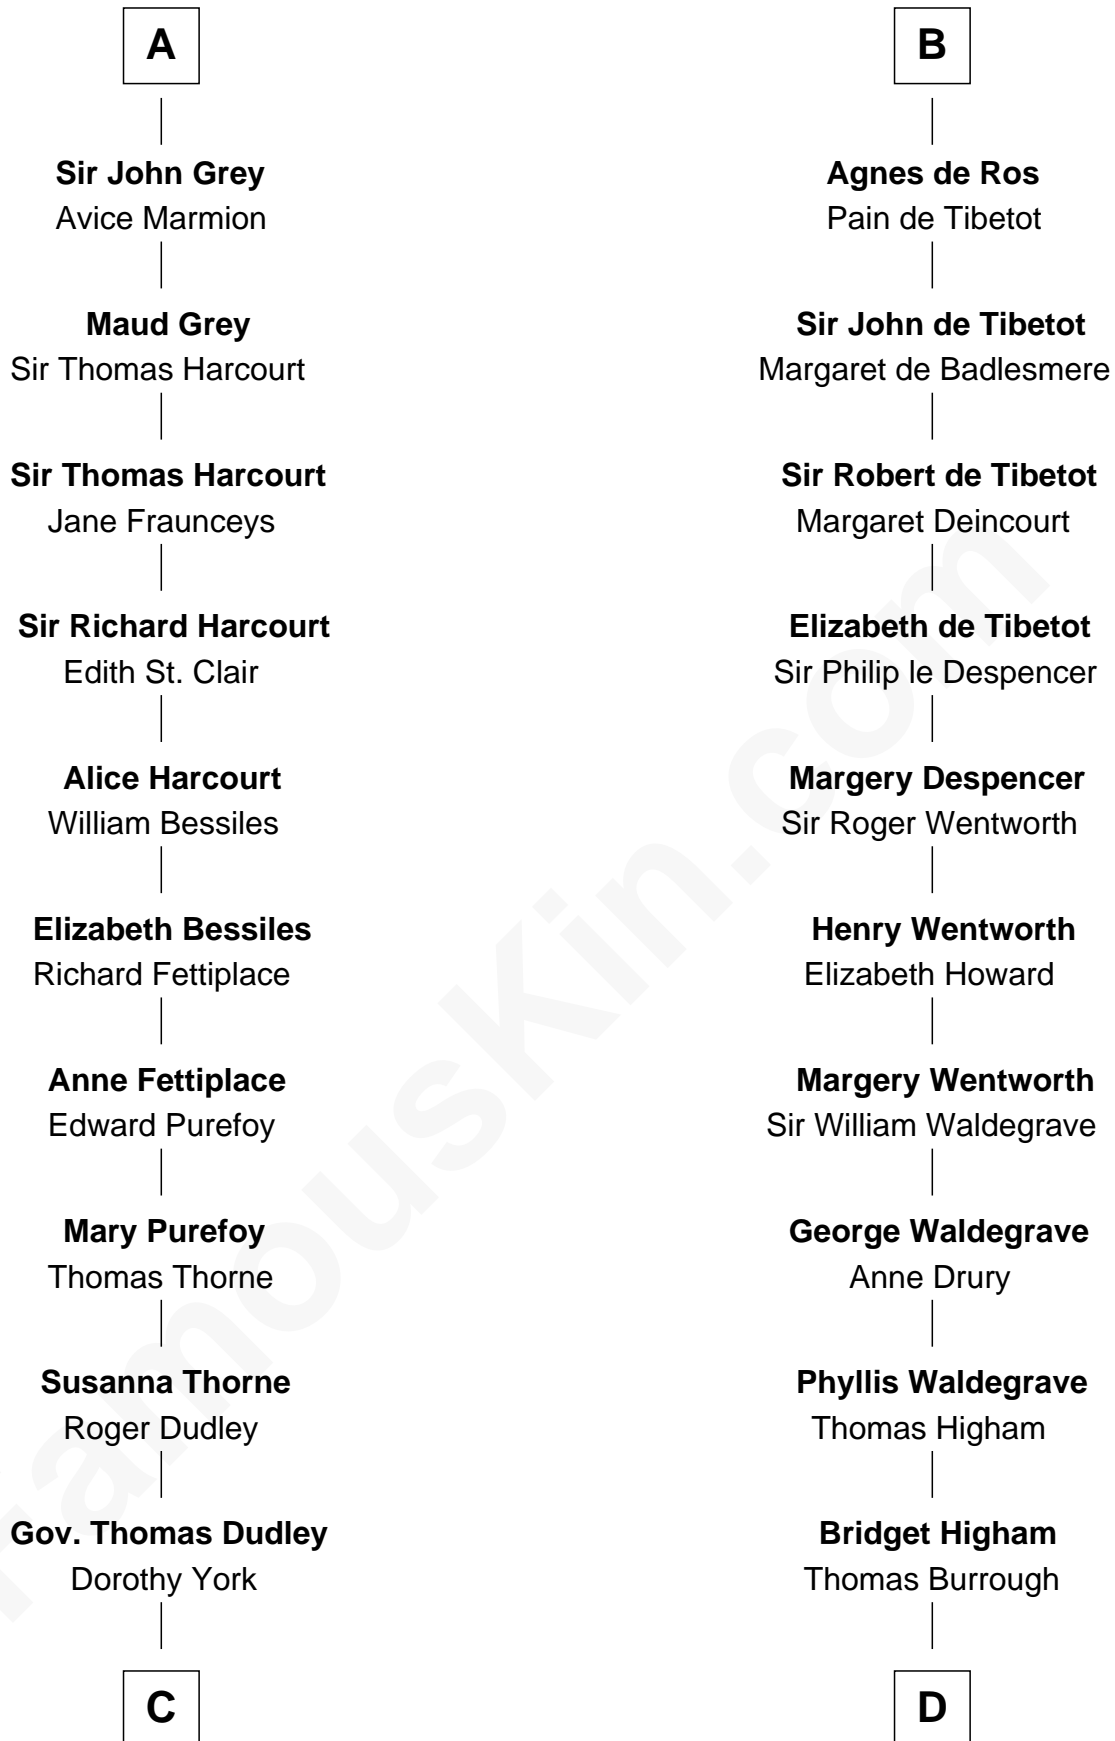 A
Sir John Grey
Avice Marmion
Maud Grey
Sir Thomas Harcourt
Sir Thomas Harcourt
Jane Fraunceys
Sir Richard Harcourt
Edith St. Clair
Alice Harcourt
William Bessiles
Elizabeth Bessiles
Richard Fettiplace
Anne Fettiplace
Edward Purefoy
Mary Purefoy
Thomas Thorne
Susanna Thorne
Roger Dudley
Gov. Thomas Dudley
Dorothy York
C
B
Agnes de Ros
Pain de Tibetot
Sir John de Tibetot
Margaret de Badlesmere
Sir Robert de Tibetot
Margaret Deincourt
Elizabeth de Tibetot
Sir Philip le Despencer
Margery Despencer
Sir Roger Wentworth
Henry Wentworth
Elizabeth Howard
Margery Wentworth
Sir William Waldegrave
George Waldegrave
Anne Drury
Phyllis Waldegrave
Thomas Higham
Bridget Higham
Thomas Burrough
D
FamousKin.com